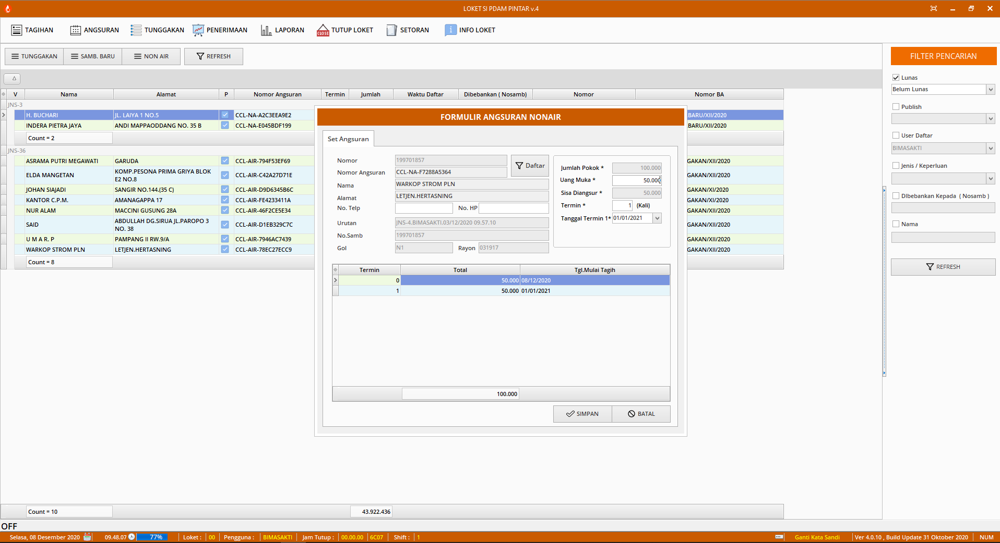 LOKET SI PDAM PINTAR v.4
TAGIHAN ANGSURAN TUNGGAKAN PENERIMAAN LAPORAN CLOSE TUTUP LOKET SETORAN i INFO LOKET
TUNGGAKAN SAMB. BARU NON AIR REFRESH
V Nama Alamat P Nomor Angsuran Termin Jumlah Waktu Daftar Dibebankan ( Nosamb) Nomor Nomor BA
JNS-3
H. BUCHARI JL. LAIYA 1 NO.5 CCL-NA-A2C3EEA9E2 BARU/XII/2020
INDERA PIETRA JAYA ANDI MAPPAODDANG NO. 35 B CCL-NA-E045BDF199 BARU/XII/2020
Count = 2
JNS-36
ASRAMA PUTRI MEGAWATI GARUDA CCL-AIR-794F53EF69 GAKAN/XII/2020
ELDA MANGETAN KOMP.PESONA PRIMA GRIYA BLOK E2 NO.8 CCL-AIR-C42A27D71E GAKAN/XII/2020
JOHAN SIAJADI SANGIR NO.144.(35 C) CCL-AIR-D9D6345B6C GAKAN/XII/2020
KANTOR C.P.M. AMANAGAPPA 17 CCL-AIR-FE4233411A GAKAN/XII/2020
NUR ALAM MACCINI GUSUNG 28A CCL-AIR-46F2CE5E34 GAKAN/XII/2020
SAID ABDULLAH DG.SIRUA JL.PAROPO 3 NO. 38 CCL-AIR-D1EB329C7C GAKAN/XII/2020
U M A R. P PAMPANG II RW.9/A CCL-AIR-7946AC7439 GAKAN/XII/2020
WARKOP STROM PLN LETJEN.HERTASNING CCL-AIR-78EC27ECC9 GAKAN/XII/2020
Count = 8
FORMULIR ANGSURAN NONAIR
Set Angsuran
Nomor 199701857
Daftar
Nomor Angsuran CCL-NA-F7288A5364
Nama WARKOP STROM PLN
Alamat LETJEN.HERTASNING
No. Telp No. HP
Urutan JNS-4.BIMASAKTI.03/12/2020 09.57.10
No.Samb 199701857
Gol N1 Rayon 031917
Jumlah Pokok * 100.000
Uang Muka * 50.000
Sisa Diangsur * 50.000
Termin * 1 (Kali)
Tanggal Termin 1* 01/01/2021
Termin Total Tgl.Mulai Tagih
0 50.000 08/12/2020
1 50.000 01/01/2021
100.000
SIMPAN BATAL
FILTER PENCARIAN
Lunas
Belum Lunas
Publish
User Daftar
BIMASAKTI
Jenis / Keperluan
DIbebankan Kepada ( Nosamb )
Nama
REFRESH
Count = 10 43.922.436
OFF
Selasa, 08 Desember 2020 09.48.07 77% Loket : 00 Pengguna : BIMASAKTI Jam Tutup : 00.00.00 6C07 Shift : 1 Ganti Kata Sandi Ver 4.0.10 , Build Update 31 Oktober 2020 NUM